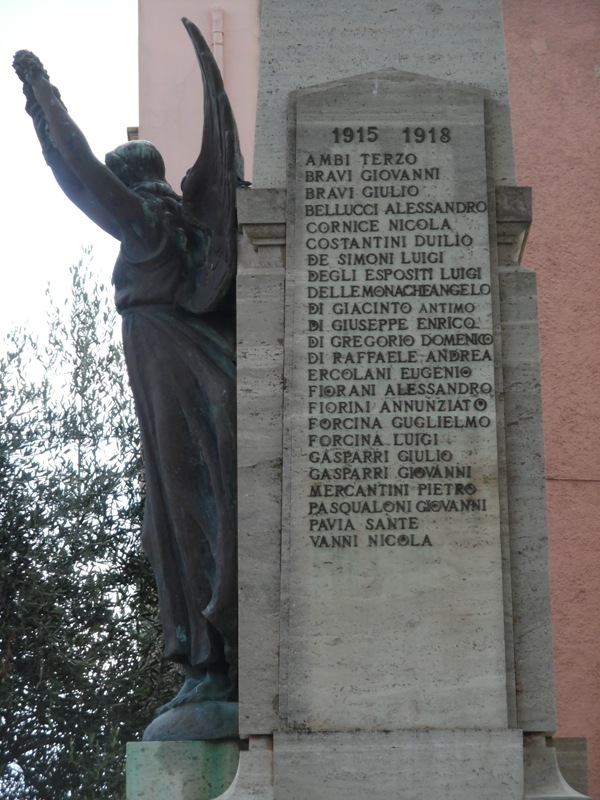 1915 1918
AMBI TERZO
BRAVI GIOVANNI
BRAVI GIULIO
BELLUCCI ALESSANDRO
CORNICE NICOLA
COSTANTINI DUILIO
DE SIMONI LUIGI
DEGLI ESPOSITI LUIGI
DELLEMONACHEANGELO
DI GIACINTO ANTIMO
DI GIUSEPPE ENRICO
DI GREGORIO DOMENICO
DI RAFFAELE ANDREA
ERCOLANI EUGENIO
FIORANI ALESSANDRO
FIORINI ANNUNZIATO
FORCINA GUGLIELMO
FORCINA LUIGI
GASPARRI GIULIO
GASPARRI GIOVANNI
MERCANTINI PIETRO
PASQUALONI GIOVANNI
PAVIA SANTE
VANNI NICOLA